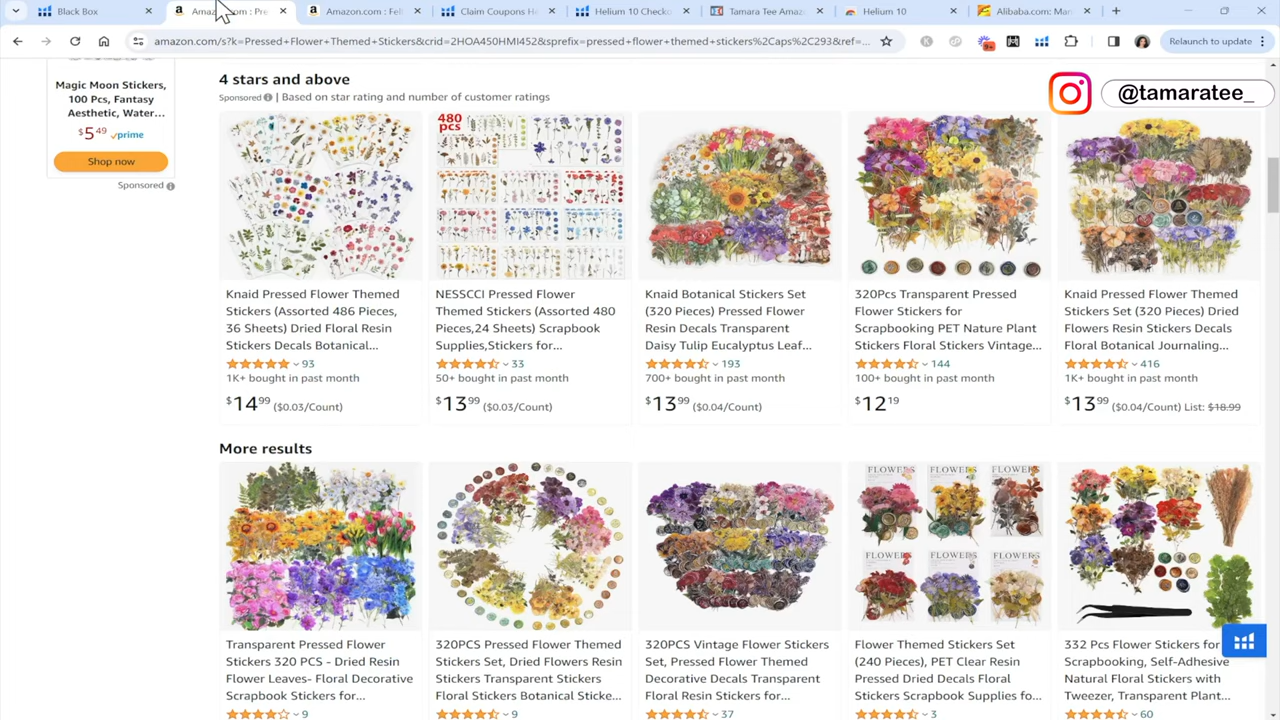 Black Box
Amazon.com : Pre
Amazon.com : Felt
Claim Coupons He
Helium 10 Checko
Tamara Tee Amaz
Helium 10
Alibaba.com: Man
amazon.com/s?k=Pressed+Flower+Themed+Stickers&crid=2HOA450HMI452&sprefix=pressed+flower+themed+stickers%2Caps%2C293&ref=...
9+
Relaunch to update
@tamaratee_
Magic Moon Stickers,
100 Pcs, Fantasy
Aesthetic, Water...
$5 49 prime
Shop now
Sponsored
4 stars and above
Sponsored | Based on star rating and number of customer ratings
480
pcs
Knaid Pressed Flower Themed
Stickers (Assorted 486 Pieces,
36 Sheets) Dried Floral Resin
Stickers Decals Botanical...
93
1K+ bought in past month
$14 99 ($0.03/Count)
NESSCCI Pressed Flower
Themed Stickers (Assorted 480
Pieces,24 Sheets) Scrapbook
Supplies,Stickers for...
33
50+ bought in past month
$13 99 ($0.03/Count)
Knaid Botanical Stickers Set
(320 Pieces) Pressed Flower
Resin Decals Transparent
Daisy Tulip Eucalyptus Leaf...
193
700+ bought in past month
$13 99 ($0.04/Count)
320Pcs Transparent Pressed
Flower Stickers for
Scrapbooking PET Nature Plant
Stickers Floral Stickers Vintage...
144
100+ bought in past month
$12 19
Knaid Pressed Flower Themed
Stickers Set (320 Pieces) Dried
Flowers Resin Stickers Decals
Floral Botanical Journaling...
416
1K+ bought in past month
$13 99 ($0.04/Count) List: $18.99
More results
FLOWERS FLOWERS FLOWERS
FLOWERS FLOWERS FLOWERS
Transparent Pressed Flower
Stickers 320 PCS - Dried Resin
Flower Leaves- Floral Decorative
Scrapbook Stickers for...
9
320PCS Pressed Flower Themed
Stickers Set, Dried Flowers Resin
Stickers Transparent Stickers
Floral Stickers Botanical Sticke...
9
320PCS Vintage Flower Stickers
Set, Pressed Flower Themed
Decorative Decals Transparent
Floral Resin Stickers for...
37
Flower Themed Stickers Set
(240 Pieces), PET Clear Resin
Pressed Dried Decals Floral
Stickers Scrapbook Supplies fo...
3
332 Pcs Flower Stickers for
Scrapbooking, Self-Adhesive
Natural Floral Stickers with
Tweezer, Transparent Plant...
60